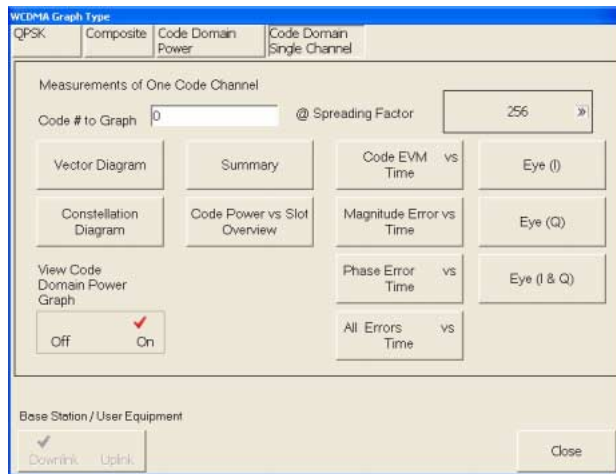 WCDMA Graph Type
QPSK Composite Code Domain Power Code Domain Single Channel
Measurements of One Code Channel
Code # to Graph 0 @ Spreading Factor 256 »
Vector Diagram Summary Code EVM vs Time Eye (I)
Constellation Diagram Code Power vs Slot Overview Magnitude Error vs Time Eye (Q)
View Code
Domain Power
Graph
Phase Error vs Time Eye (I & Q)
Off On
All Errors vs Time
Base Station / User Equipment
Downlink Uplink
Close